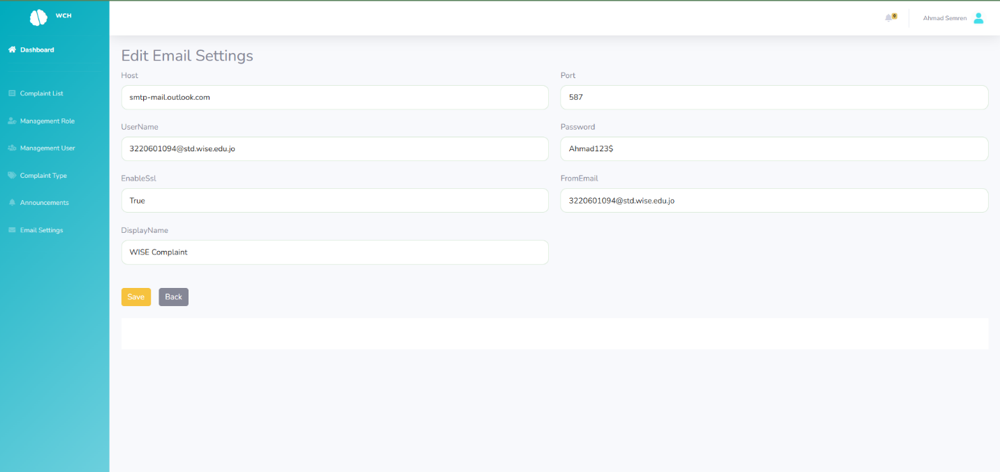 WCH
0
Ahmad Semren
Dashboard
Complaint List
Management Role
Management User
Complaint Type
Announcements
Email Settings
Edit Email Settings
Host
Port
smtp-mail.outlook.com
587
UserName
Password
3220601094@std.wise.edu.jo
Ahmad123$
EnableSsl
FromEmail
True
3220601094@std.wise.edu.jo
DisplayName
WISE Complaint
Save
Back